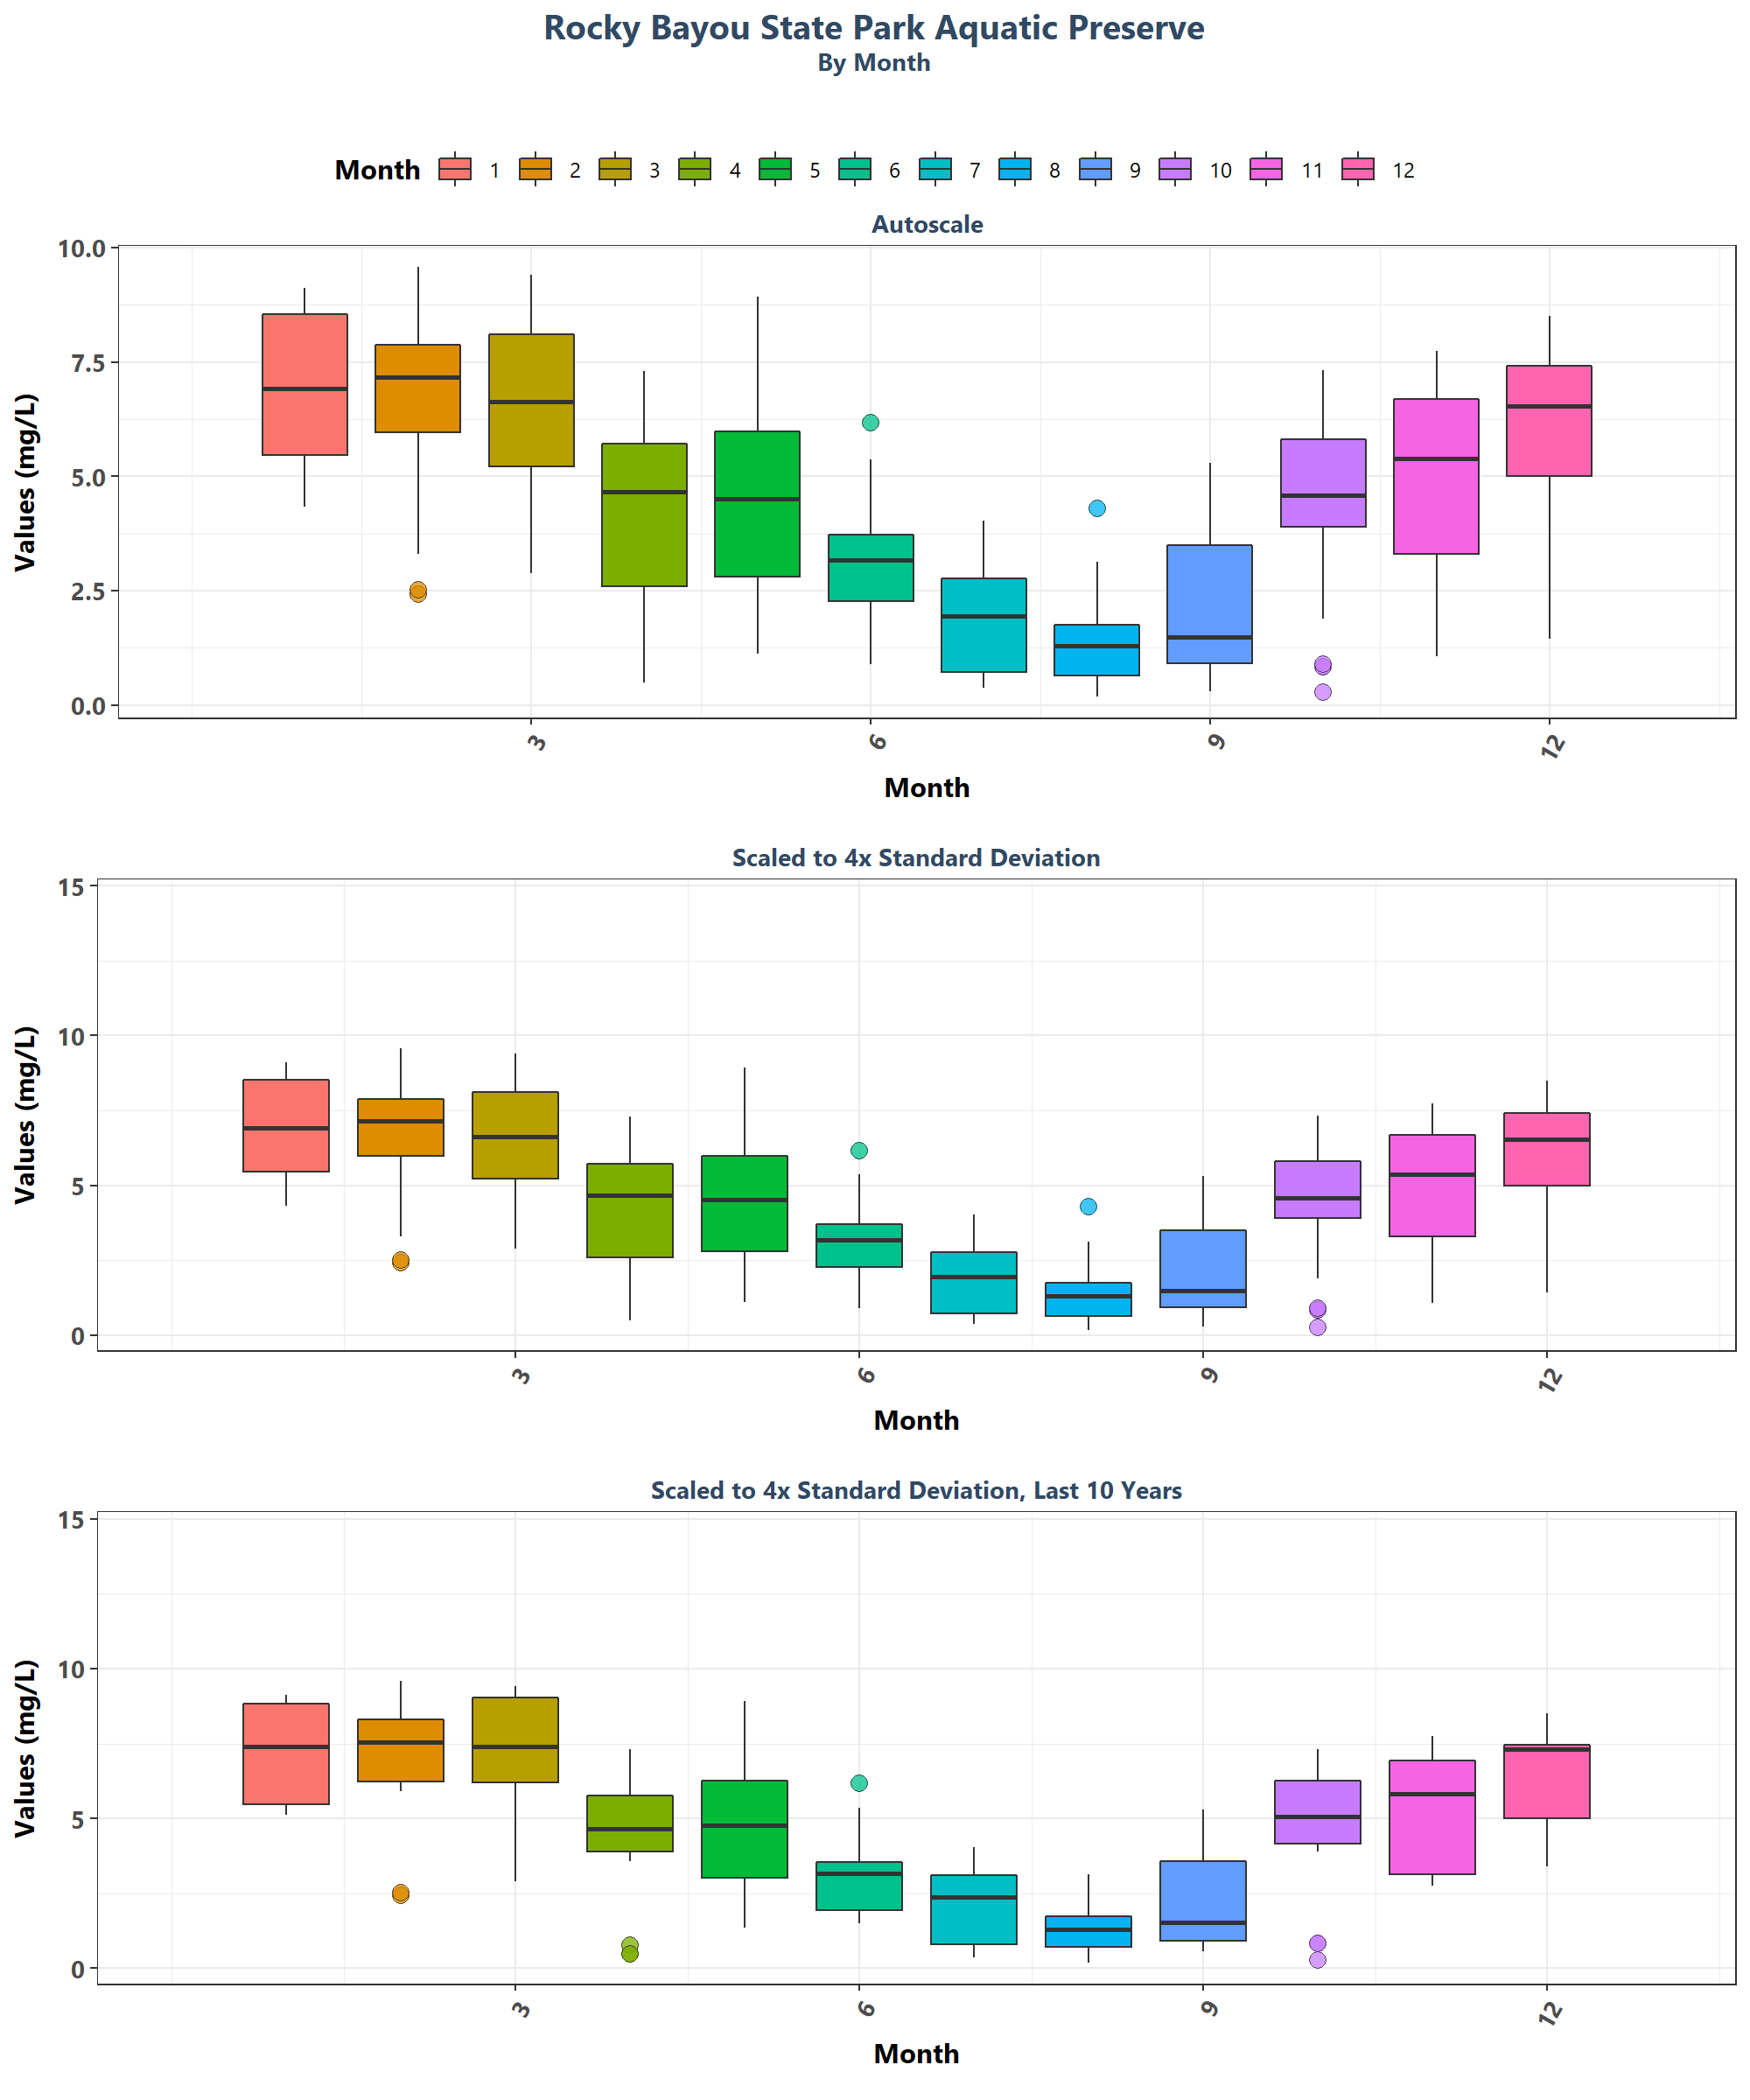 Rocky Bayou State Park Aquatic Preserve
By Month
Month 1 2 3 4 5 6 7 8 9 10 11 12
Autoscale
Values (mg/L)
10.0
7.5
5.0
2.5
0.0
3 6 9 12
Month
Scaled to 4x Standard Deviation
Values (mg/L)
15
10
5
0
3 6 9 12
Month
Scaled to 4x Standard Deviation, Last 10 Years
Values (mg/L)
15
10
5
0
3 6 9 12
Month